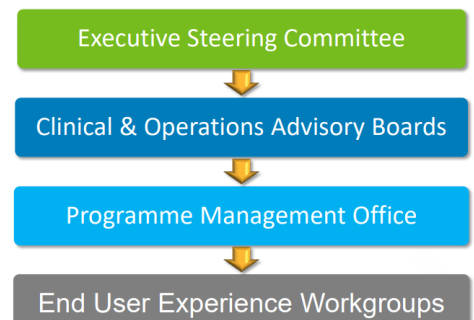 Executive Steering Committee
Clinical & Operations Advisory Boards
Programme Management Office
End User Experience Workgroups